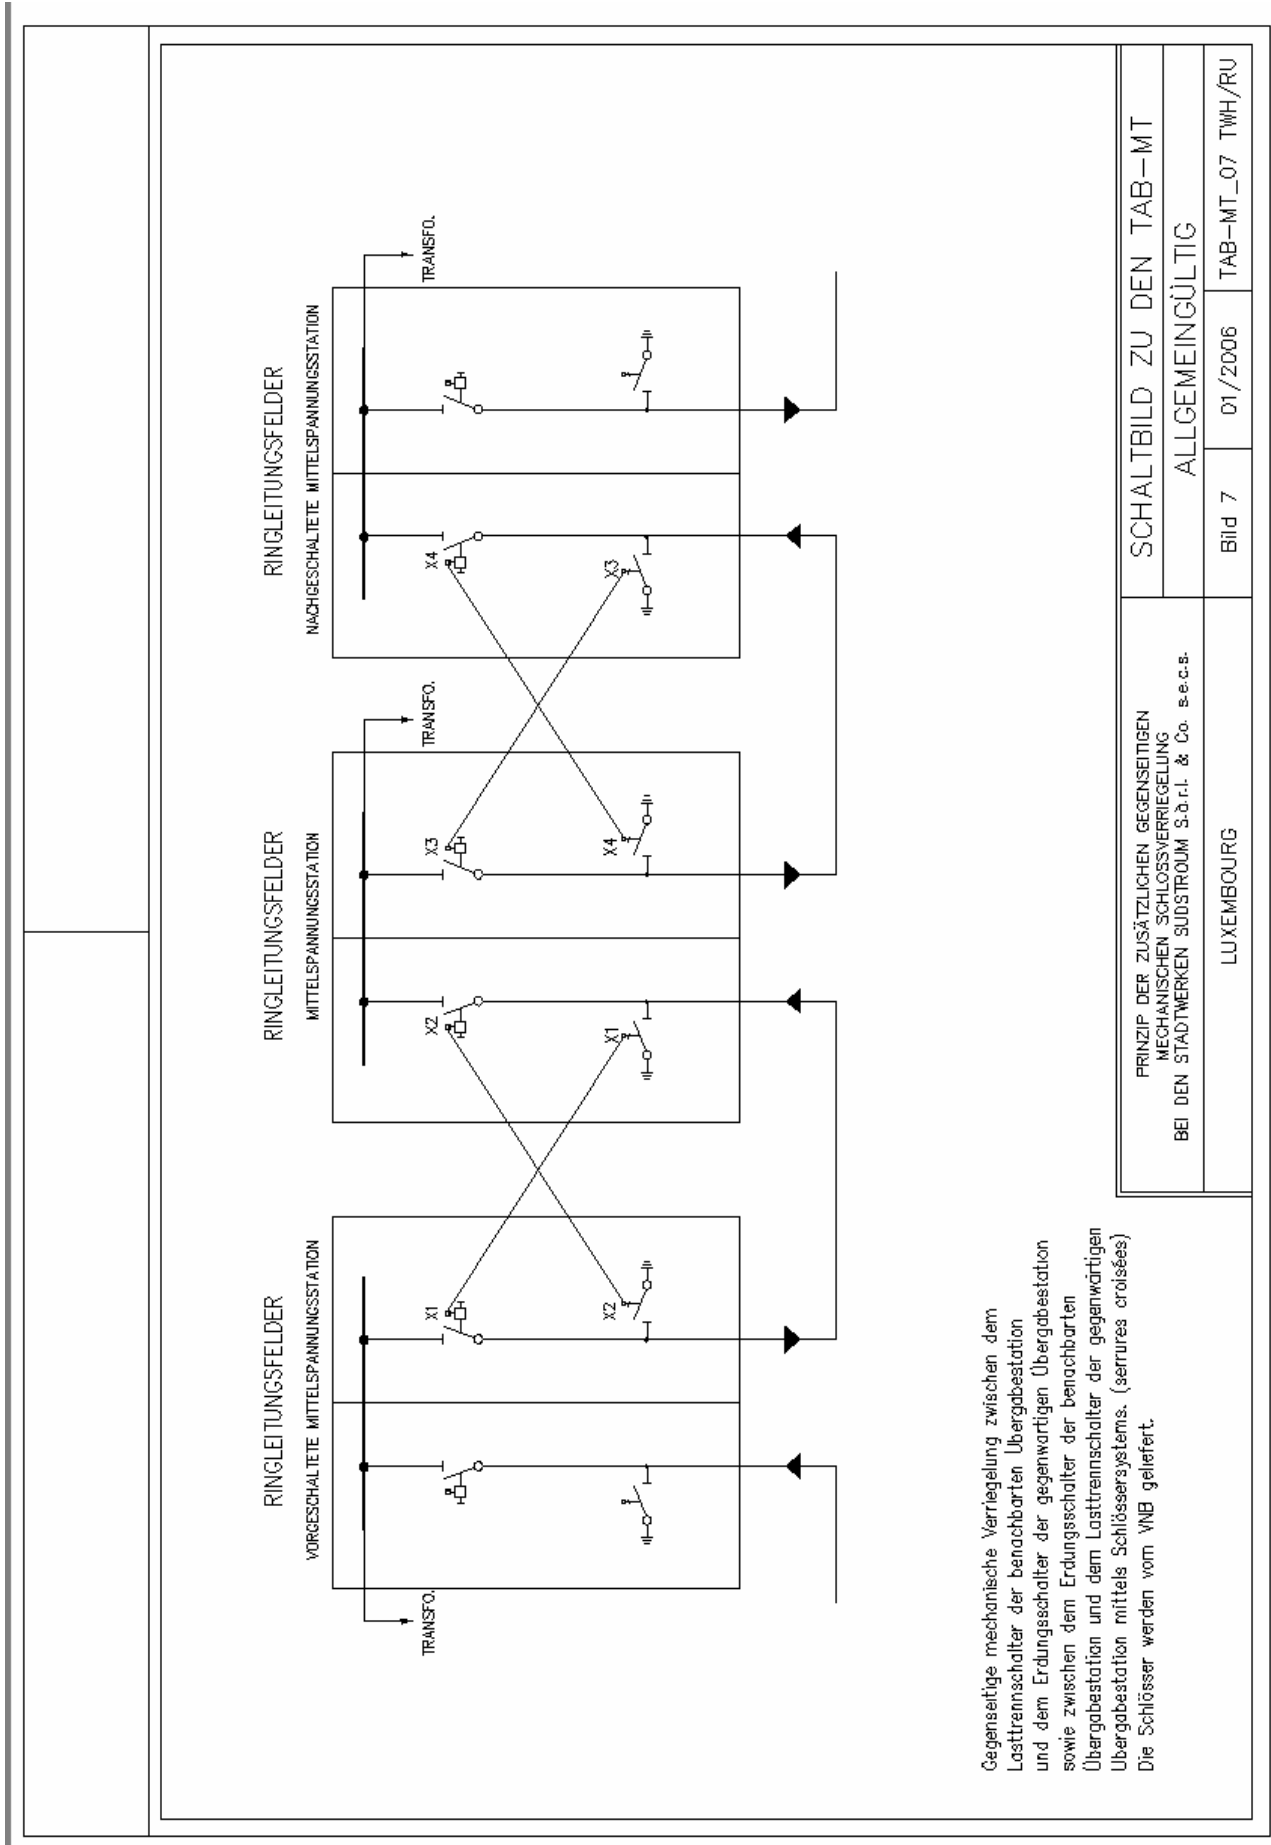 RINGLEITUNGSFELDER
VORGESCHALTETE MITTELSPANNUNGSSTATION
TRANSFO.
X1
X2
RINGLEITUNGSFELDER
MITTELSPANNUNGSSTATION
X2
X1
X3
X4
TRANSFO.
RINGLEITUNGSFELDER
NACHGESCHALTETE MITTELSPANNUNGSSTATION
X4
X3
TRANSFO.
Gegenseitige mechanische Verriegelung zwischen dem
Lasttrennschalter der benachbarten Übergabestation
und dem Erdungsschalter der gegenwärtigen Übergabestation
sowie zwischen dem Erdungsschalter der benachbarten
Übergabestation und dem Lasttrennschalter der gegenwärtigen
Übergabestation mittels Schlössersystems. (serrures croisées)
Die Schlösser werden vom VNB geliefert.
PRINZIP DER ZUSÄTZLICHEN GEGENSEITIGEN
MECHANISCHEN SCHLOSSVERRIEGELUNG
BEI DEN STADTWERKEN SUDSTROUM S.à.r.l. & Co. s.e.c.s.
LUXEMBOURG
SCHALTBILD ZU DEN TAB-MT
ALLGEMEINGÜLTIG
Bild 7
01/2006
TAB-MT_07 TWH/RU